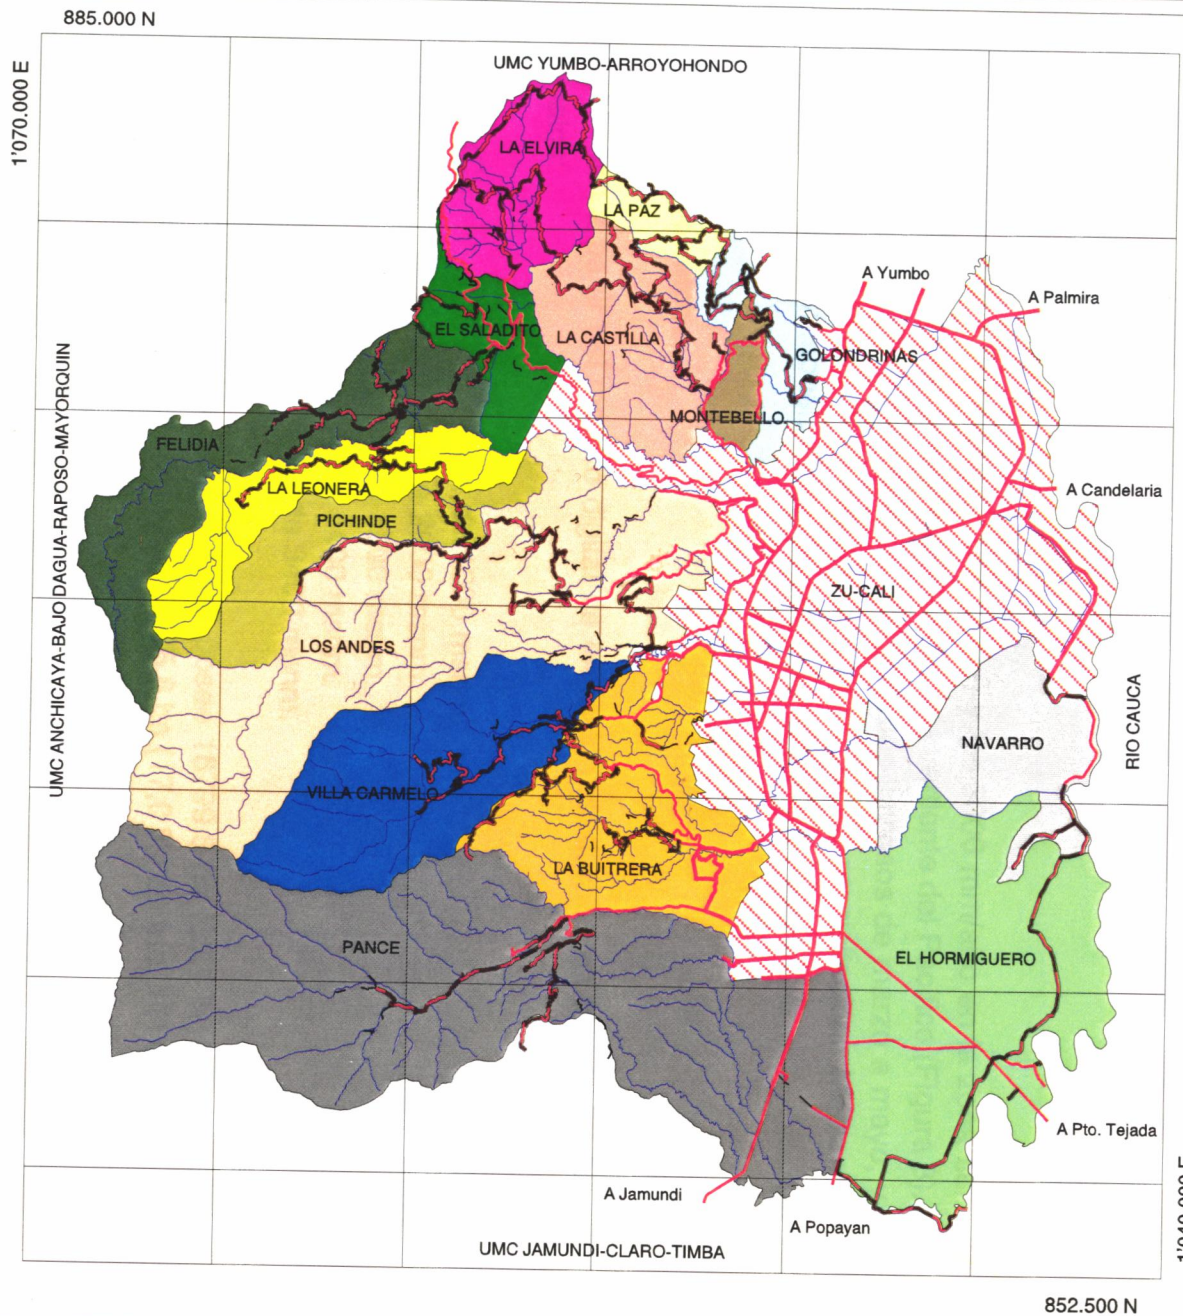 885.000 N
1'070.000 E
UMC YUMBO-ARROYOHONDO
LA ELVIRA
LA PAZ
A Yumbo
A Palmira
EL SALADITO
LA CASTILLA
GOLONDRINAS
MONTEBELLO
FELIDIA
LA LEONERA
A Candelaria
PICHINDE
UMC ANCHICAYA-BAJO DAGUA-RAPOSO-MAYORQUIN
ZU-CALI
LOS ANDES
RIO CAUCA
NAVARRO
VILLA CARMELO
LA BUITRERA
PANCE
EL HORMIGUERO
A Pto. Tejada
A Jamundi
A Popayan
UMC JAMUNDI-CLARO-TIMBA
852.500 N